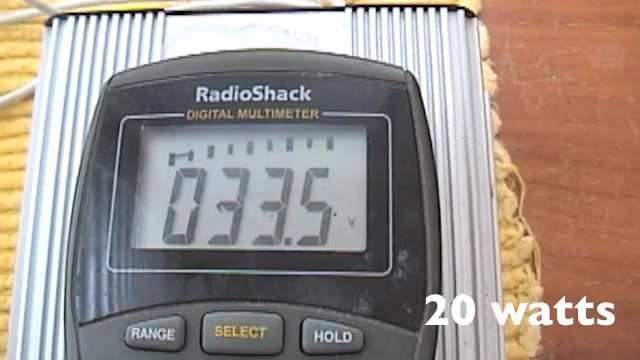 RadioShack
DIGITAL MULTIMETER
033.5 V
RANGE SELECT HOLD
20 watts